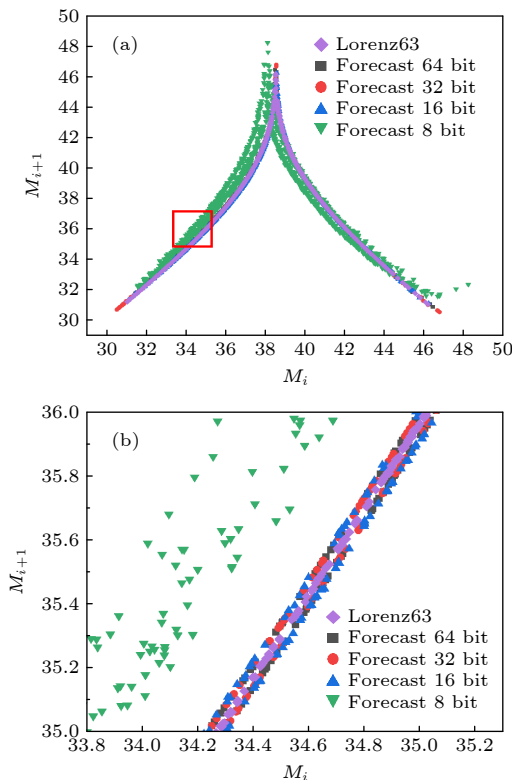 50
48
46
44
42
40
38
36
34
32
30
(a)
Lorenz63
Forecast 64 bit
Forecast 32 bit
Forecast 16 bit
Forecast 8 bit
M_{i+1}
30 32 34 36 38 40 42 44 46 48 50
M_i
36.0
35.8
35.6
35.4
35.2
35.0
(b)
M_{i+1}
Lorenz63
Forecast 64 bit
Forecast 32 bit
Forecast 16 bit
Forecast 8 bit
33.8 34.0 34.2 34.4 34.6 34.8 35.0 35.2
M_i